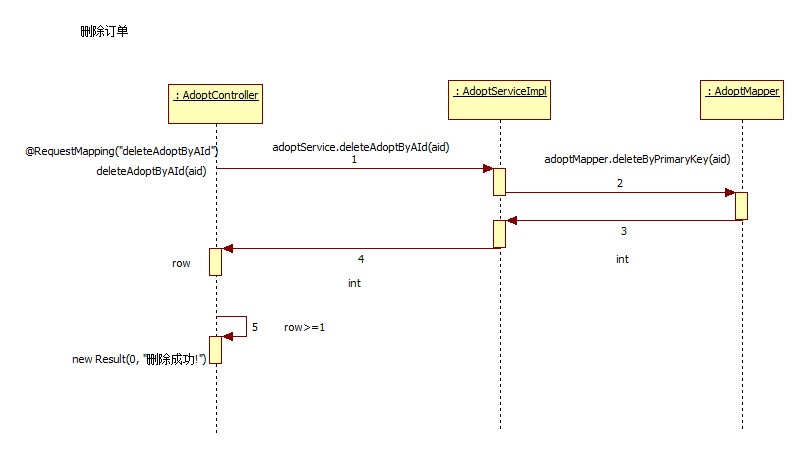 删除订单
: AdoptController
: AdoptServiceImpl
: AdoptMapper
@RequestMapping("deleteAdoptByAId")
adoptService.deleteAdoptByAId(aid)
1
deleteAdoptByAId(aid)
adoptMapper.deleteByPrimaryKey(aid)
2
3
int
4
row
int
5
row>=1
new Result(0, "删除成功!")